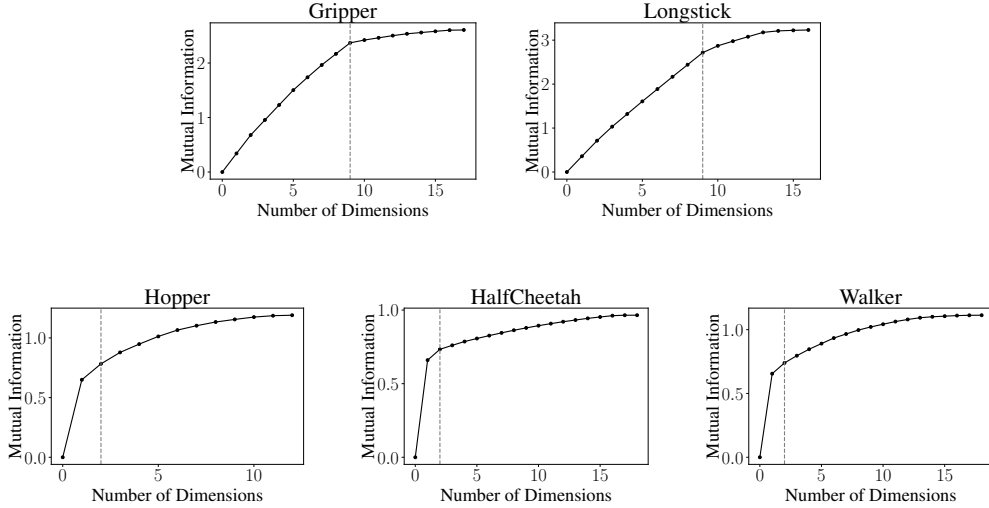 Gripper
Mutual Information
2
1
0
0 5 10 15
Number of Dimensions
Longstick
Mutual Information
3
2
1
0
0 5 10 15
Number of Dimensions
Hopper
Mutual Information
1.0
0.5
0.0
0 5 10
Number of Dimensions
HalfCheetah
Mutual Information
1.0
0.5
0.0
0 5 10 15
Number of Dimensions
Walker
Mutual Information
1.0
0.5
0.0
0 5 10 15
Number of Dimensions